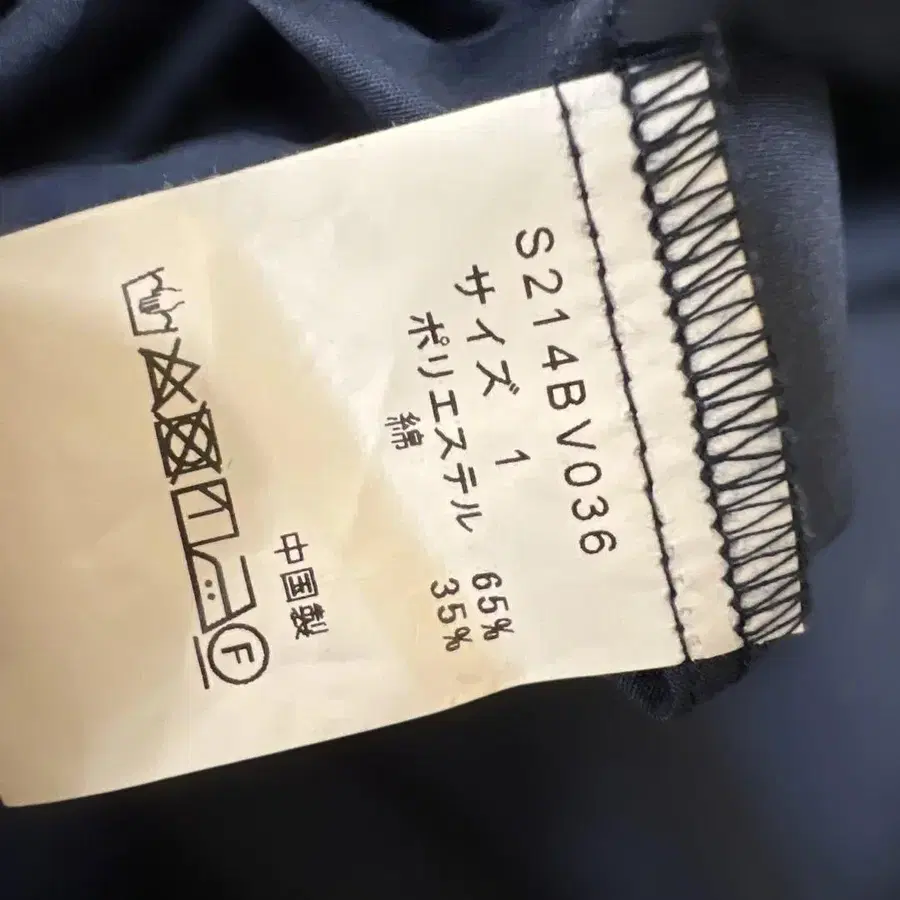 S214BV036
サイズ 1
ポリエステル 65%
綿 35%
中国製
F